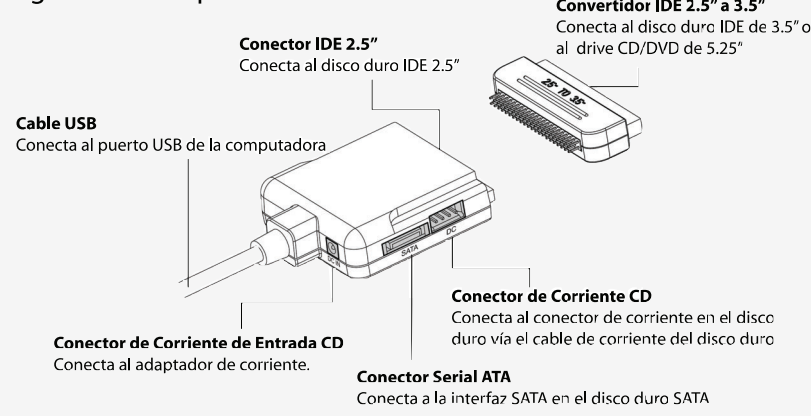 Convertidor IDE 2.5” a 3.5”
Conecta al disco duro IDE de 3.5” o
al drive CD/DVD de 5.25”
Conector IDE 2.5”
Conecta al disco duro IDE 2.5”
25" TO 35"
Cable USB
Conecta al puerto USB de la computadora
DC IN
SATA
DC
Conector de Corriente CD
Conecta al conector de corriente en el disco
duro vía el cable de corriente del disco duro
Conector de Corriente de Entrada CD
Conecta al adaptador de corriente.
Conector Serial ATA
Conecta a la interfaz SATA en el disco duro SATA